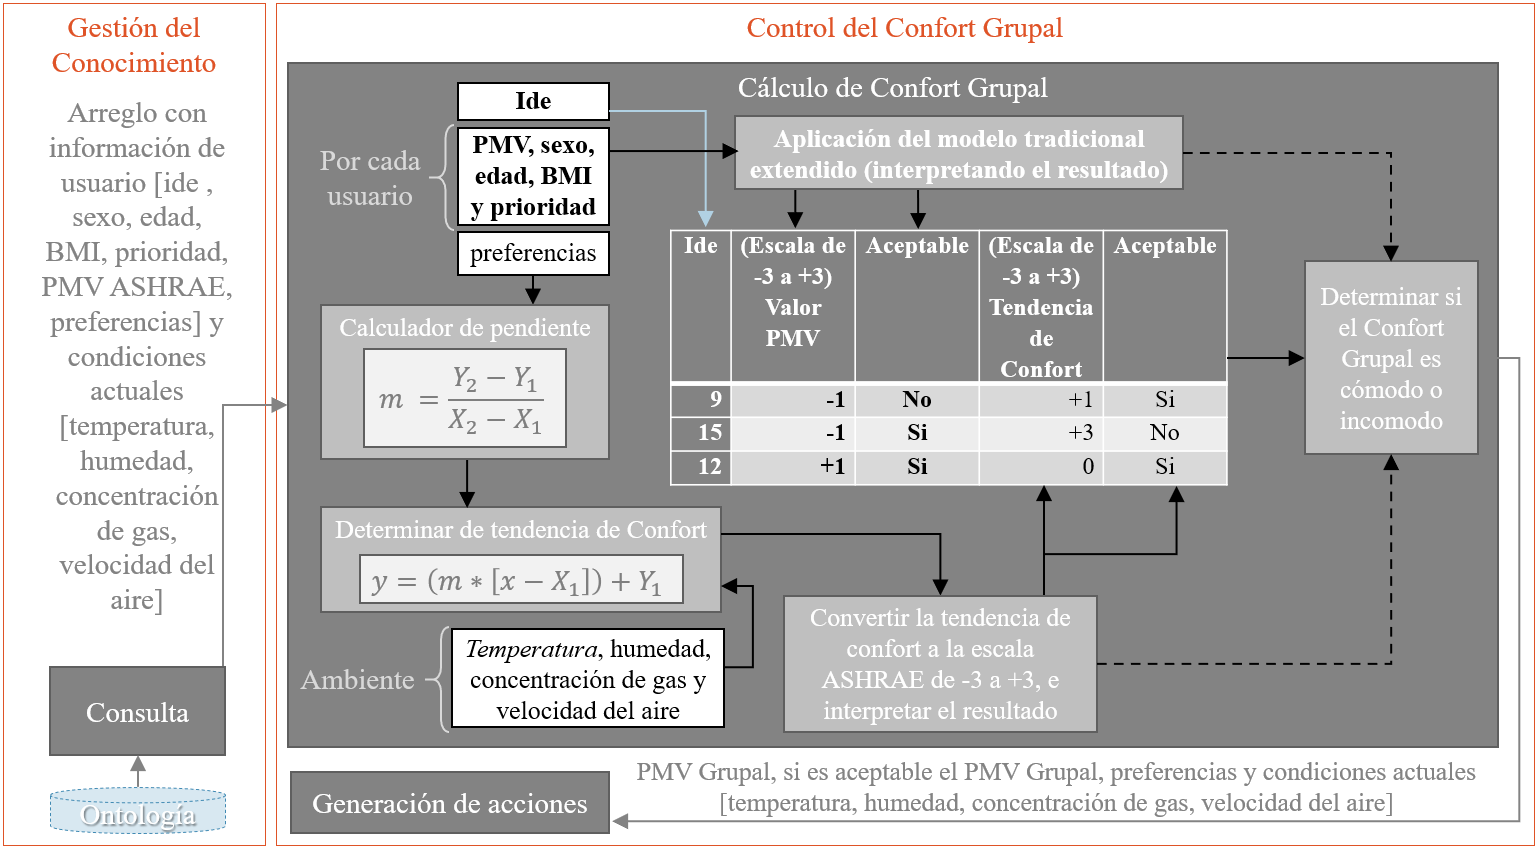 Gestión del
Conocimiento
Arreglo con
información de
usuario [ide ,
sexo, edad,
BMI, prioridad,
PMV ASHRAE,
preferencias] y
condiciones
actuales
[temperatura,
humedad,
concentración
de gas,
velocidad del
aire]
Consulta
Ontología
Control del Confort Grupal
Cálculo de Confort Grupal
Ide
Por cada
usuario
PMV, sexo,
edad, BMI
y prioridad
preferencias
Aplicación del modelo tradicional
extendido (interpretando el resultado)
Calculador de pendiente
m = (Y₂ − Y₁) / (X₂ − X₁)
Determinar de tendencia de Confort
y = (m ∗ [x − X₁]) + Y₁
Ambiente
Temperatura, humedad,
concentración de gas y
velocidad del aire
Ide
(Escala de
-3 a +3)
Valor
PMV
Aceptable
(Escala de
-3 a +3)
Tendencia
de
Confort
Aceptable
9 -1 No +1 Si
15 -1 Si +3 No
12 +1 Si 0 Si
Convertir la tendencia de
confort a la escala
ASHRAE de -3 a +3, e
interpretar el resultado
Determinar si
el Confort
Grupal es
cómodo o
incomodo
PMV Grupal, si es aceptable el PMV Grupal, preferencias y condiciones actuales
[temperatura, humedad, concentración de gas, velocidad del aire]
Generación de acciones